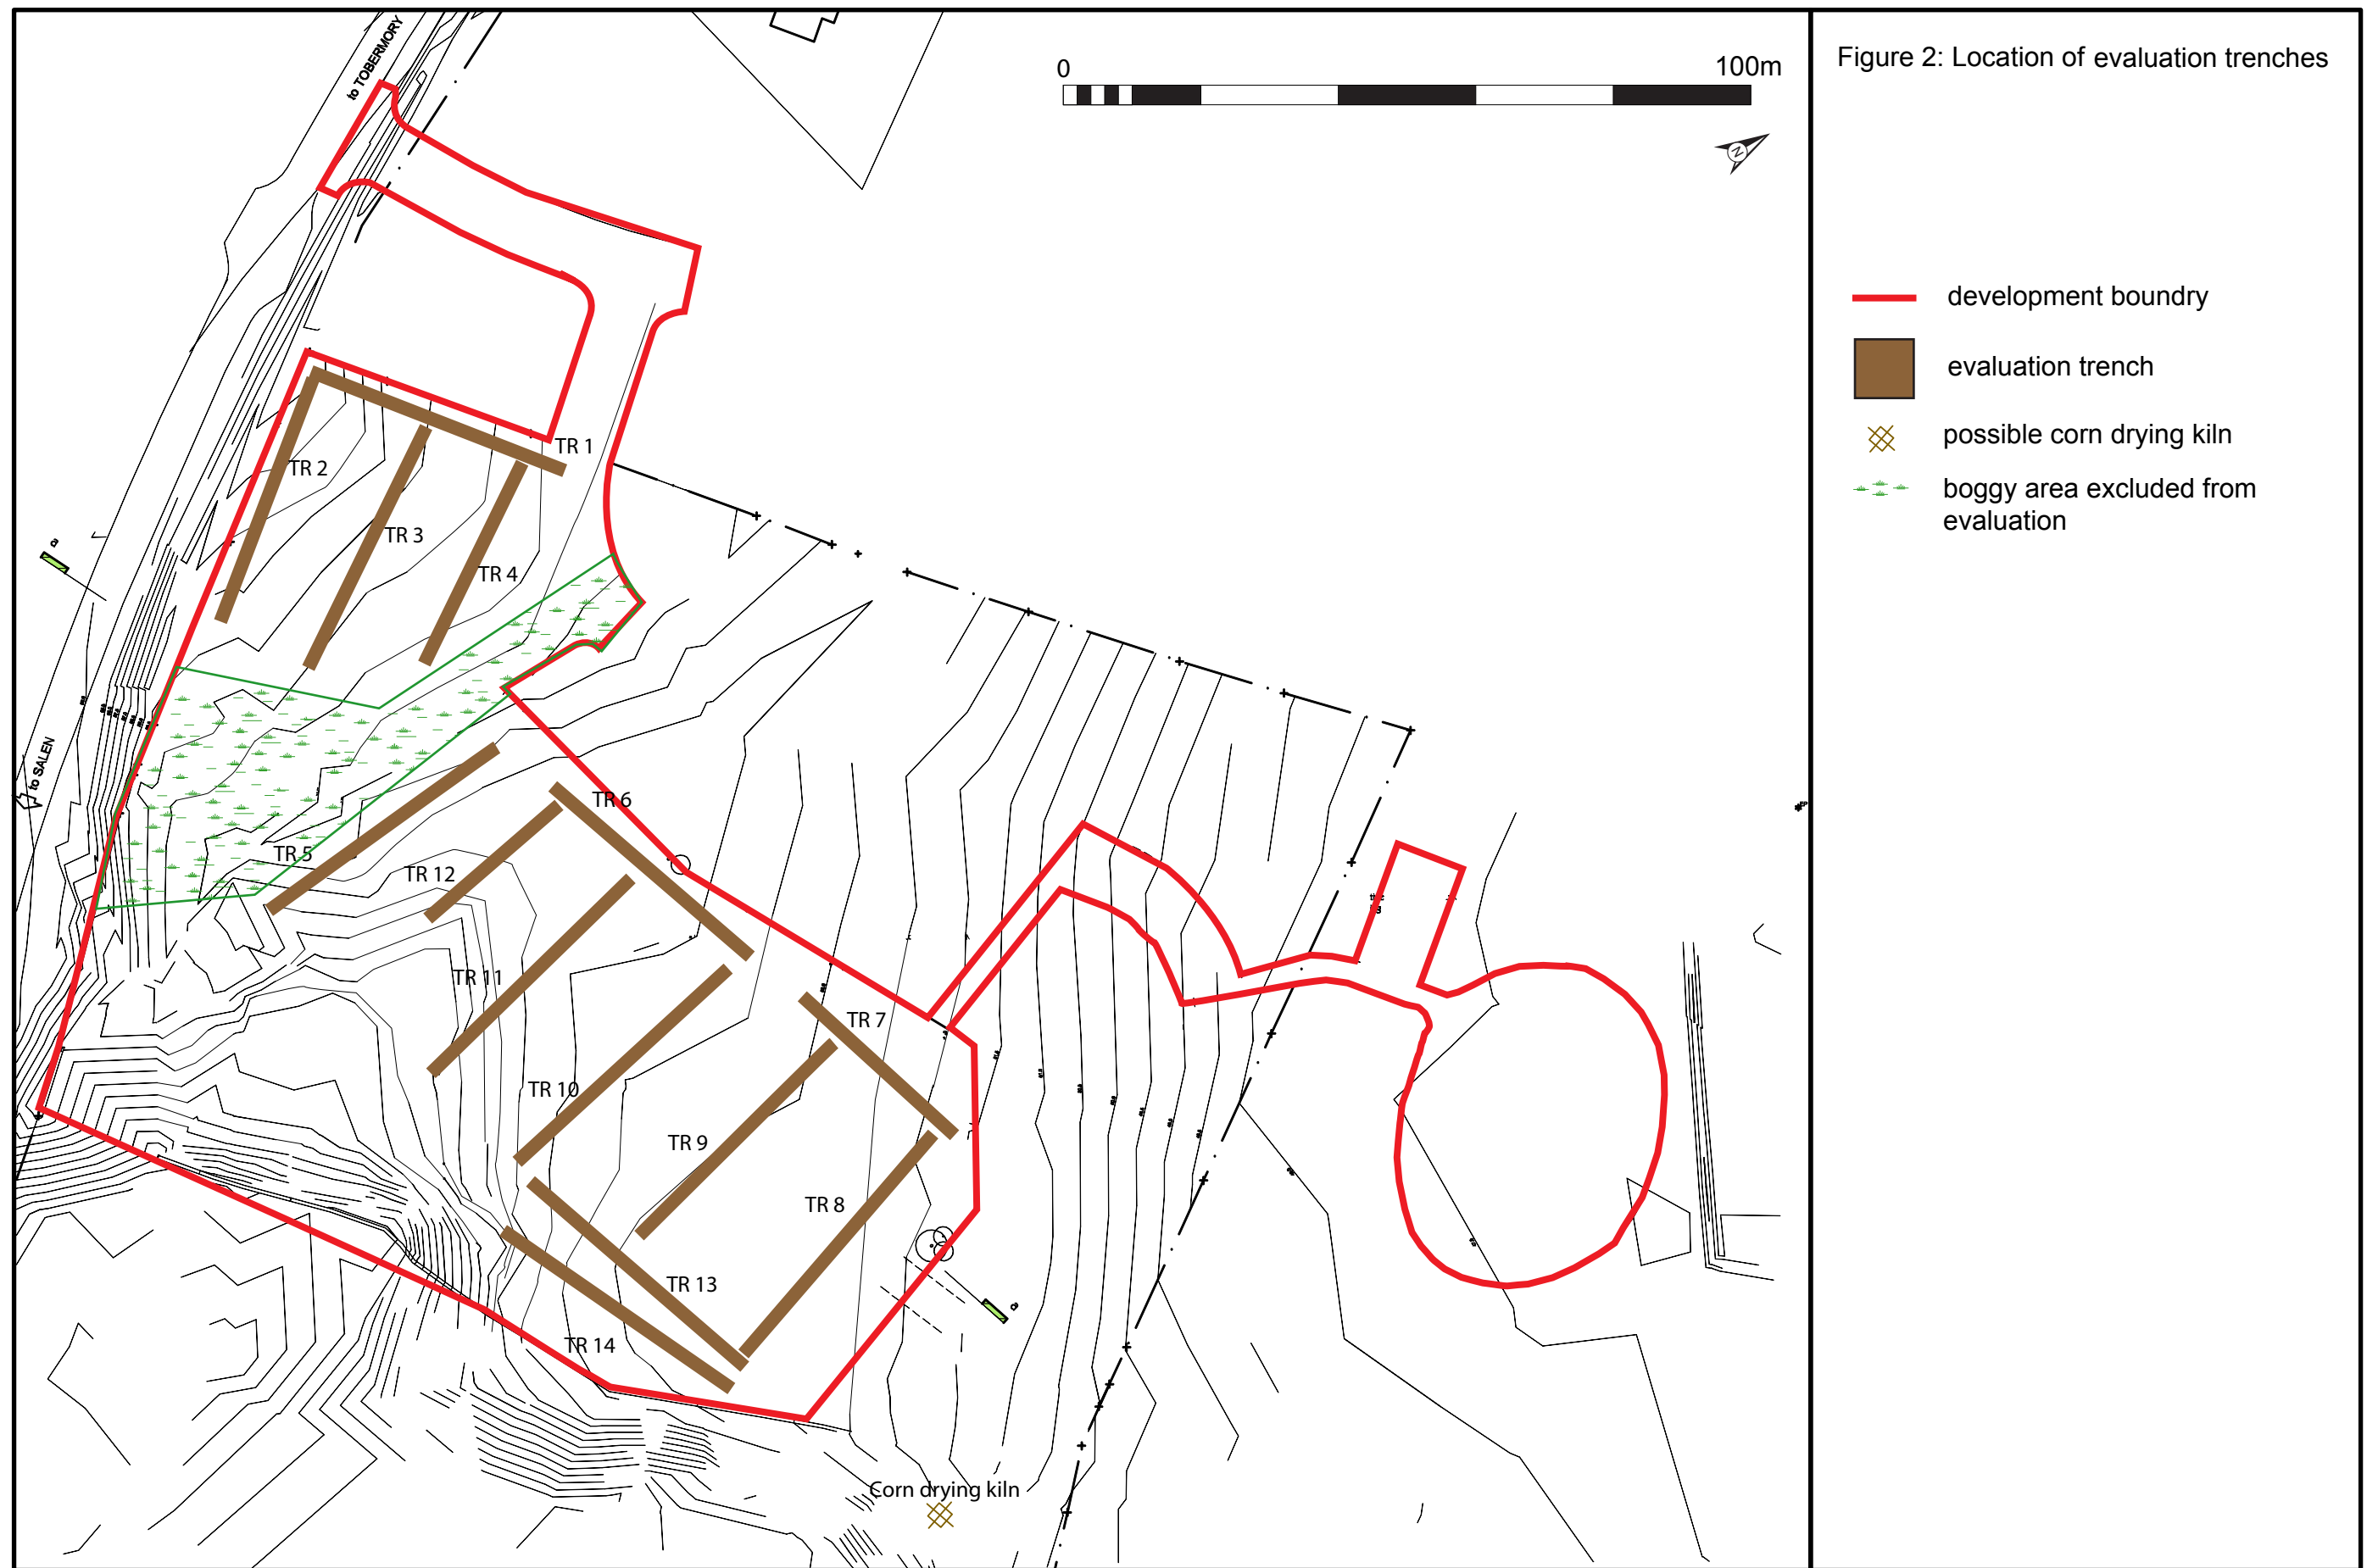 Figure 2: Location of evaluation trenches
0
100m
N
to TOBERMORY
development boundry
evaluation trench
possible corn drying kiln
boggy area excluded from
evaluation
TR 1
TR 2
TR 3
TR 4
to SALEN
TR 6
TR 5
TR 12
TR 11
TR 7
TR 10
TR 9
TR 8
TR 13
TR 14
Corn drying kiln